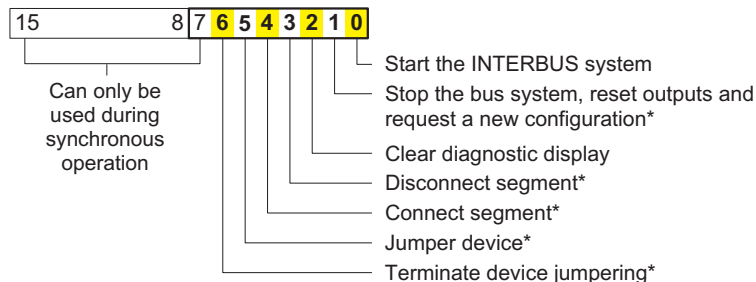 15 8 7 6 5 4 3 2 1 0
Start the INTERBUS system
Can only be
used during
synchronous
operation
Stop the bus system, reset outputs and
request a new configuration*
Clear diagnostic display
Disconnect segment*
Connect segment*
Jumper device*
Terminate device jumpering*